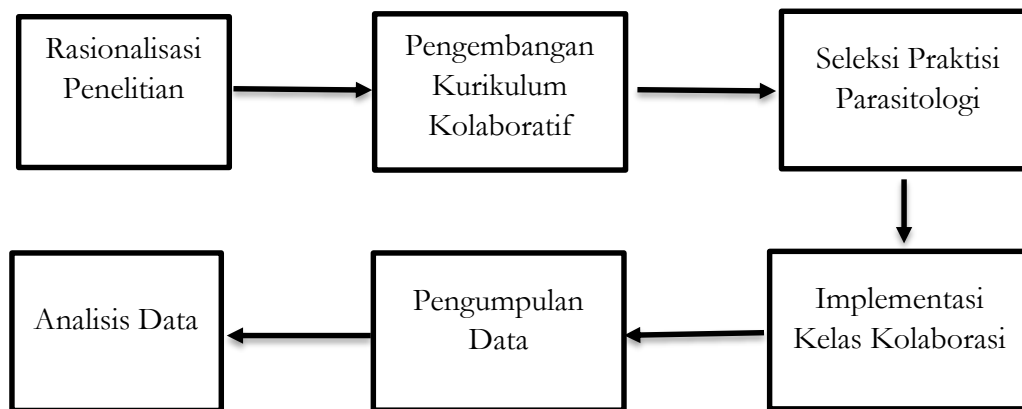 Rasionalisasi
Penelitian
Pengembangan
Kurikulum
Kolaboratif
Seleksi Praktisi
Parasitologi
Implementasi
Kelas Kolaborasi
Pengumpulan
Data
Analisis Data